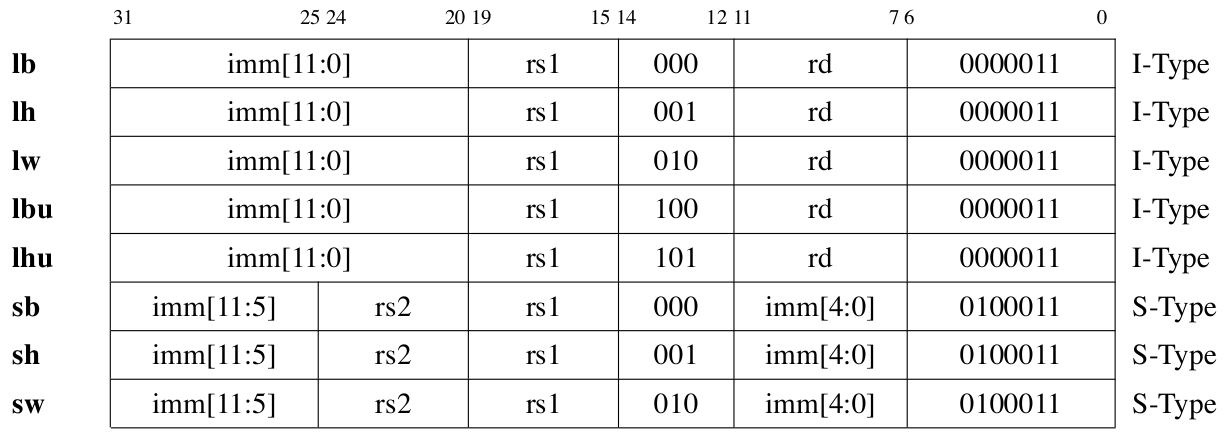 31 25 24 20 19 15 14 12 11 7 6 0
lb imm[11:0] rs1 000 rd 0000011 I-Type
lh imm[11:0] rs1 001 rd 0000011 I-Type
lw imm[11:0] rs1 010 rd 0000011 I-Type
lbu imm[11:0] rs1 100 rd 0000011 I-Type
lhu imm[11:0] rs1 101 rd 0000011 I-Type
sb imm[11:5] rs2 rs1 000 imm[4:0] 0100011 S-Type
sh imm[11:5] rs2 rs1 001 imm[4:0] 0100011 S-Type
sw imm[11:5] rs2 rs1 010 imm[4:0] 0100011 S-Type